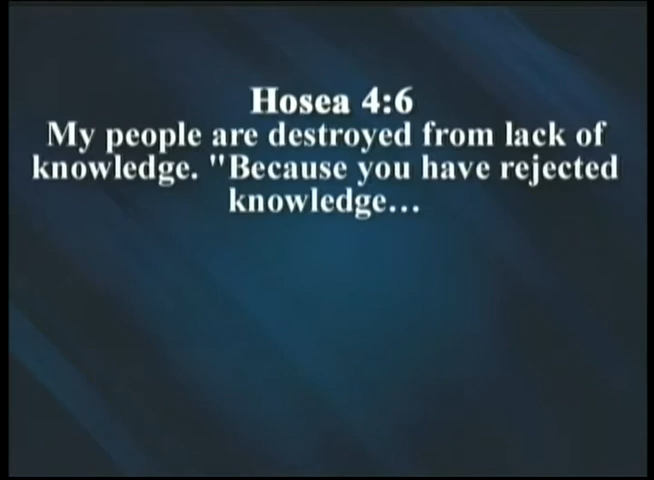 Hosea 4:6
My people are destroyed from lack of
knowledge. "Because you have rejected
knowledge...